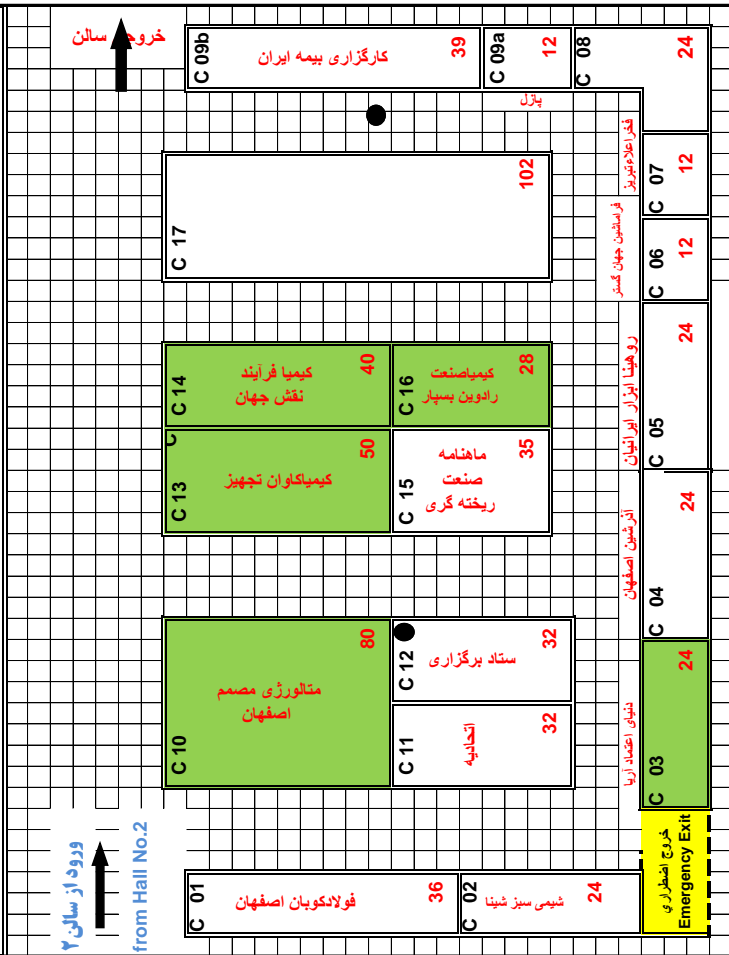 خروج سالن
C 09b
کارگزاری بیمه ایران
39
C 09a
12
C 08
24
پازل
C 17
102
فخراعلاءتبریز
C 07
12
فراماشین جهان گستر
C 06
12
C 14
کیمیا فرآیند
نقش جهان
40
C 16
کیمیاصنعت
رادوین بسپار
28
روهینا ابزار ایرانیان
C 05
24
C
C 13
کیمیاکاوان تجهیز
50
C 15
ماهنامه
صنعت
ریخته گری
35
آذرشین اصفهان
C 04
24
C 10
متالورژی مصمم
اصفهان
80
C 12
ستاد برگزاری
32
C 11
اتحادیه
32
دنیای اعتماد آریا
C 03
24
ورود از سالن ۲
from Hall No.2
C 01
فولادکوبان اصفهان
36
C 02
شیمی سبز شینا
24
خروج اضطراري
Emergency Exit